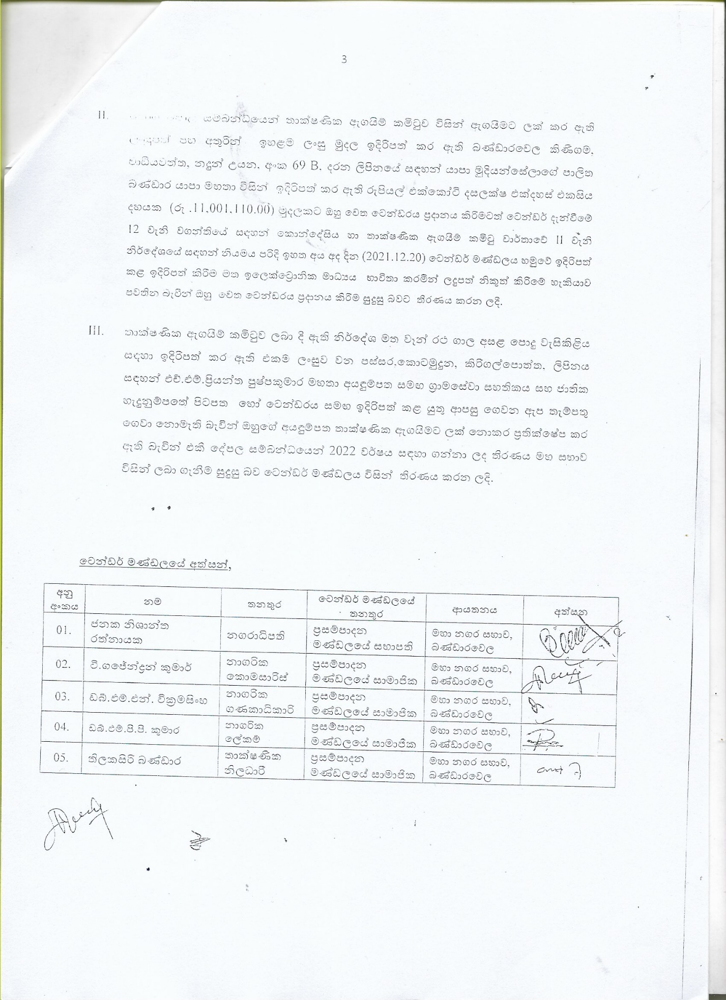 3
II. සම්බන්ධයෙන් තාක්ෂණික ඇගයීම් කමිටුව විසින් ඇගයීමට ලක් කර ඇති
පහ අතුරින් ඉහළම ලංසු මුදල ඉදිරිපත් කර ඇති බණ්ඩාරවෙල කිණිගම,
වාඩියවත්ත, නදුන් උයන. අංක 69 B. දරන ලිපිනයේ සඳහන් යාපා මුදියන්සේලාගේ පාලිත
බණ්ඩාර යාපා මහතා විසින් ඉදිරිපත් කර ඇති රුපියල් එක්කෝටි දසලක්ෂ එක්දහස් එකසිය
දහයක (රු .11,001,110.00) මුදලකට ඔහු වෙත ටෙන්ඩරය ප්‍රදානය කිරීමටත් ටෙන්ඩර් දැන්වීමේ
12 වැනි වගන්තියේ සඳහන් කොන්දේසිය හා තාක්ෂණික ඇගයීම් කමිටු වාර්තාවේ II වැනි
නිර්දේශයේ සඳහන් නියමය පරිදි ඉහත අය අද දින (2021.12.20) ටෙන්ඩර් මණ්ඩලය හමුවේ ඉදිරිපත්
කළ ඉදිරිපත් කිරීම මත ඉලෙක්ට්‍රොනික මාධ්‍යය භාවිතා කරමින් ලදුපත් නිකුත් කිරීමේ හැකියාව
පවතින බැවින් ඔහු වෙත ටෙන්ඩරය ප්‍රදානය කිරීම සුදුසු බවට තීරණය කරන ලදී.
III. තාක්ෂණික ඇගයීම් කමිටුව ලබා දී ඇති නිර්දේශ මත වෑන් රථ ගාල අසළ පොදු වැසිකිළිය
සඳහා ඉදිරිපත් කර ඇති එකම ලංසුව වන පස්සර,කොටමුදුන, කිරිගල්පොත්ත. ලිපිනය
සඳහන් එච්.එම්.ප්‍රියන්ත පුෂ්පකුමාර මහතා අයඳුම්පත සමඟ ග්‍රාමසේවා සහතිකය සහ ජාතික
හැදුනුම්පතේ පිටපත හෝ ටෙන්ඩරය සමඟ ඉදිරිපත් කළ යුතු ආපසු ගෙවන ඇප තැම්පතු
ගෙවා නොමැති බැවින් ඔහුගේ අයඳුම්පත තාක්ෂණික ඇගයීමට ලක් නොකර ප්‍රතික්ෂේප කර
ඇති බැවින් එකී දේපල සම්බන්ධයෙන් 2022 වර්ෂය සඳහා ගන්නා ලද තීරණය මහ සභාව
විසින් ලබා ගැනීම සුදුසු බව ටෙන්ඩර් මණ්ඩලය විසින් තීරණය කරන ලදි.
ටෙන්ඩර් මණ්ඩලයේ අත්සන්,
අනු අංකය නම තනතුර ටෙන්ඩර් මණ්ඩලයේ තනතුර ආයතනය අත්සන
01. ජනක නිශාන්ත රත්නායක නගරාධිපති ප්‍රසම්පාදන මණ්ඩලයේ සභාපති මහා නගර සභාව, බණ්ඩාරවෙල
02. ටී.ගජේන්ද්‍රන් කුමාර් නාගරික කොමසාරිස් ප්‍රසම්පාදන මණ්ඩලයේ සාමාජික මහා නගර සභාව, බණ්ඩාරවෙල
03. ඩබ්.එම්.එන්. වික්‍රමසිංහ නාගරික ගණකාධිකාරි ප්‍රසම්පාදන මණ්ඩලයේ සාමාජික මහා නගර සභාව, බණ්ඩාරවෙල
04. ඩබ්.එම්.පී.පී. කුමාර නාගරික ලේකම් ප්‍රසම්පාදන මණ්ඩලයේ සාමාජික මහා නගර සභාව, බණ්ඩාරවෙල
05. තිලකසිරි බණ්ඩාර තාක්ෂණික නිලධාරී ප්‍රසම්පාදන මණ්ඩලයේ සාමාජික මහා නගර සභාව, බණ්ඩාරවෙල